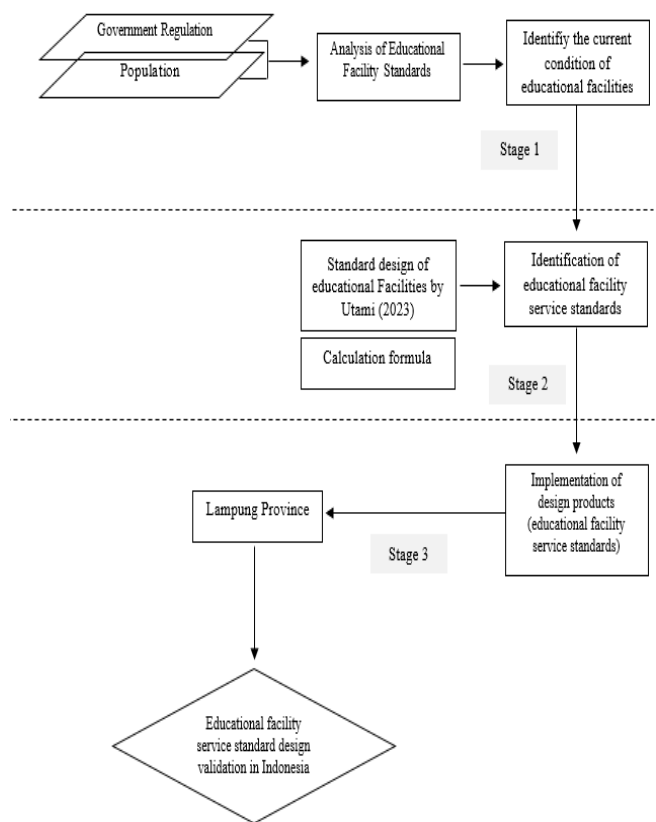 Government Regulation
Population
Analysis of Educational
Facility Standards
Identifiy the current
condition of
educational facilities
Stage 1
Standard design of
educational Facilities by
Utami (2023)
Calculation formula
Identification of
educational facility
service standards
Stage 2
Implementation of
design products
(educational facility
service standards)
Lampung Province
Stage 3
Educational facility
service standard design
validation in Indonesia